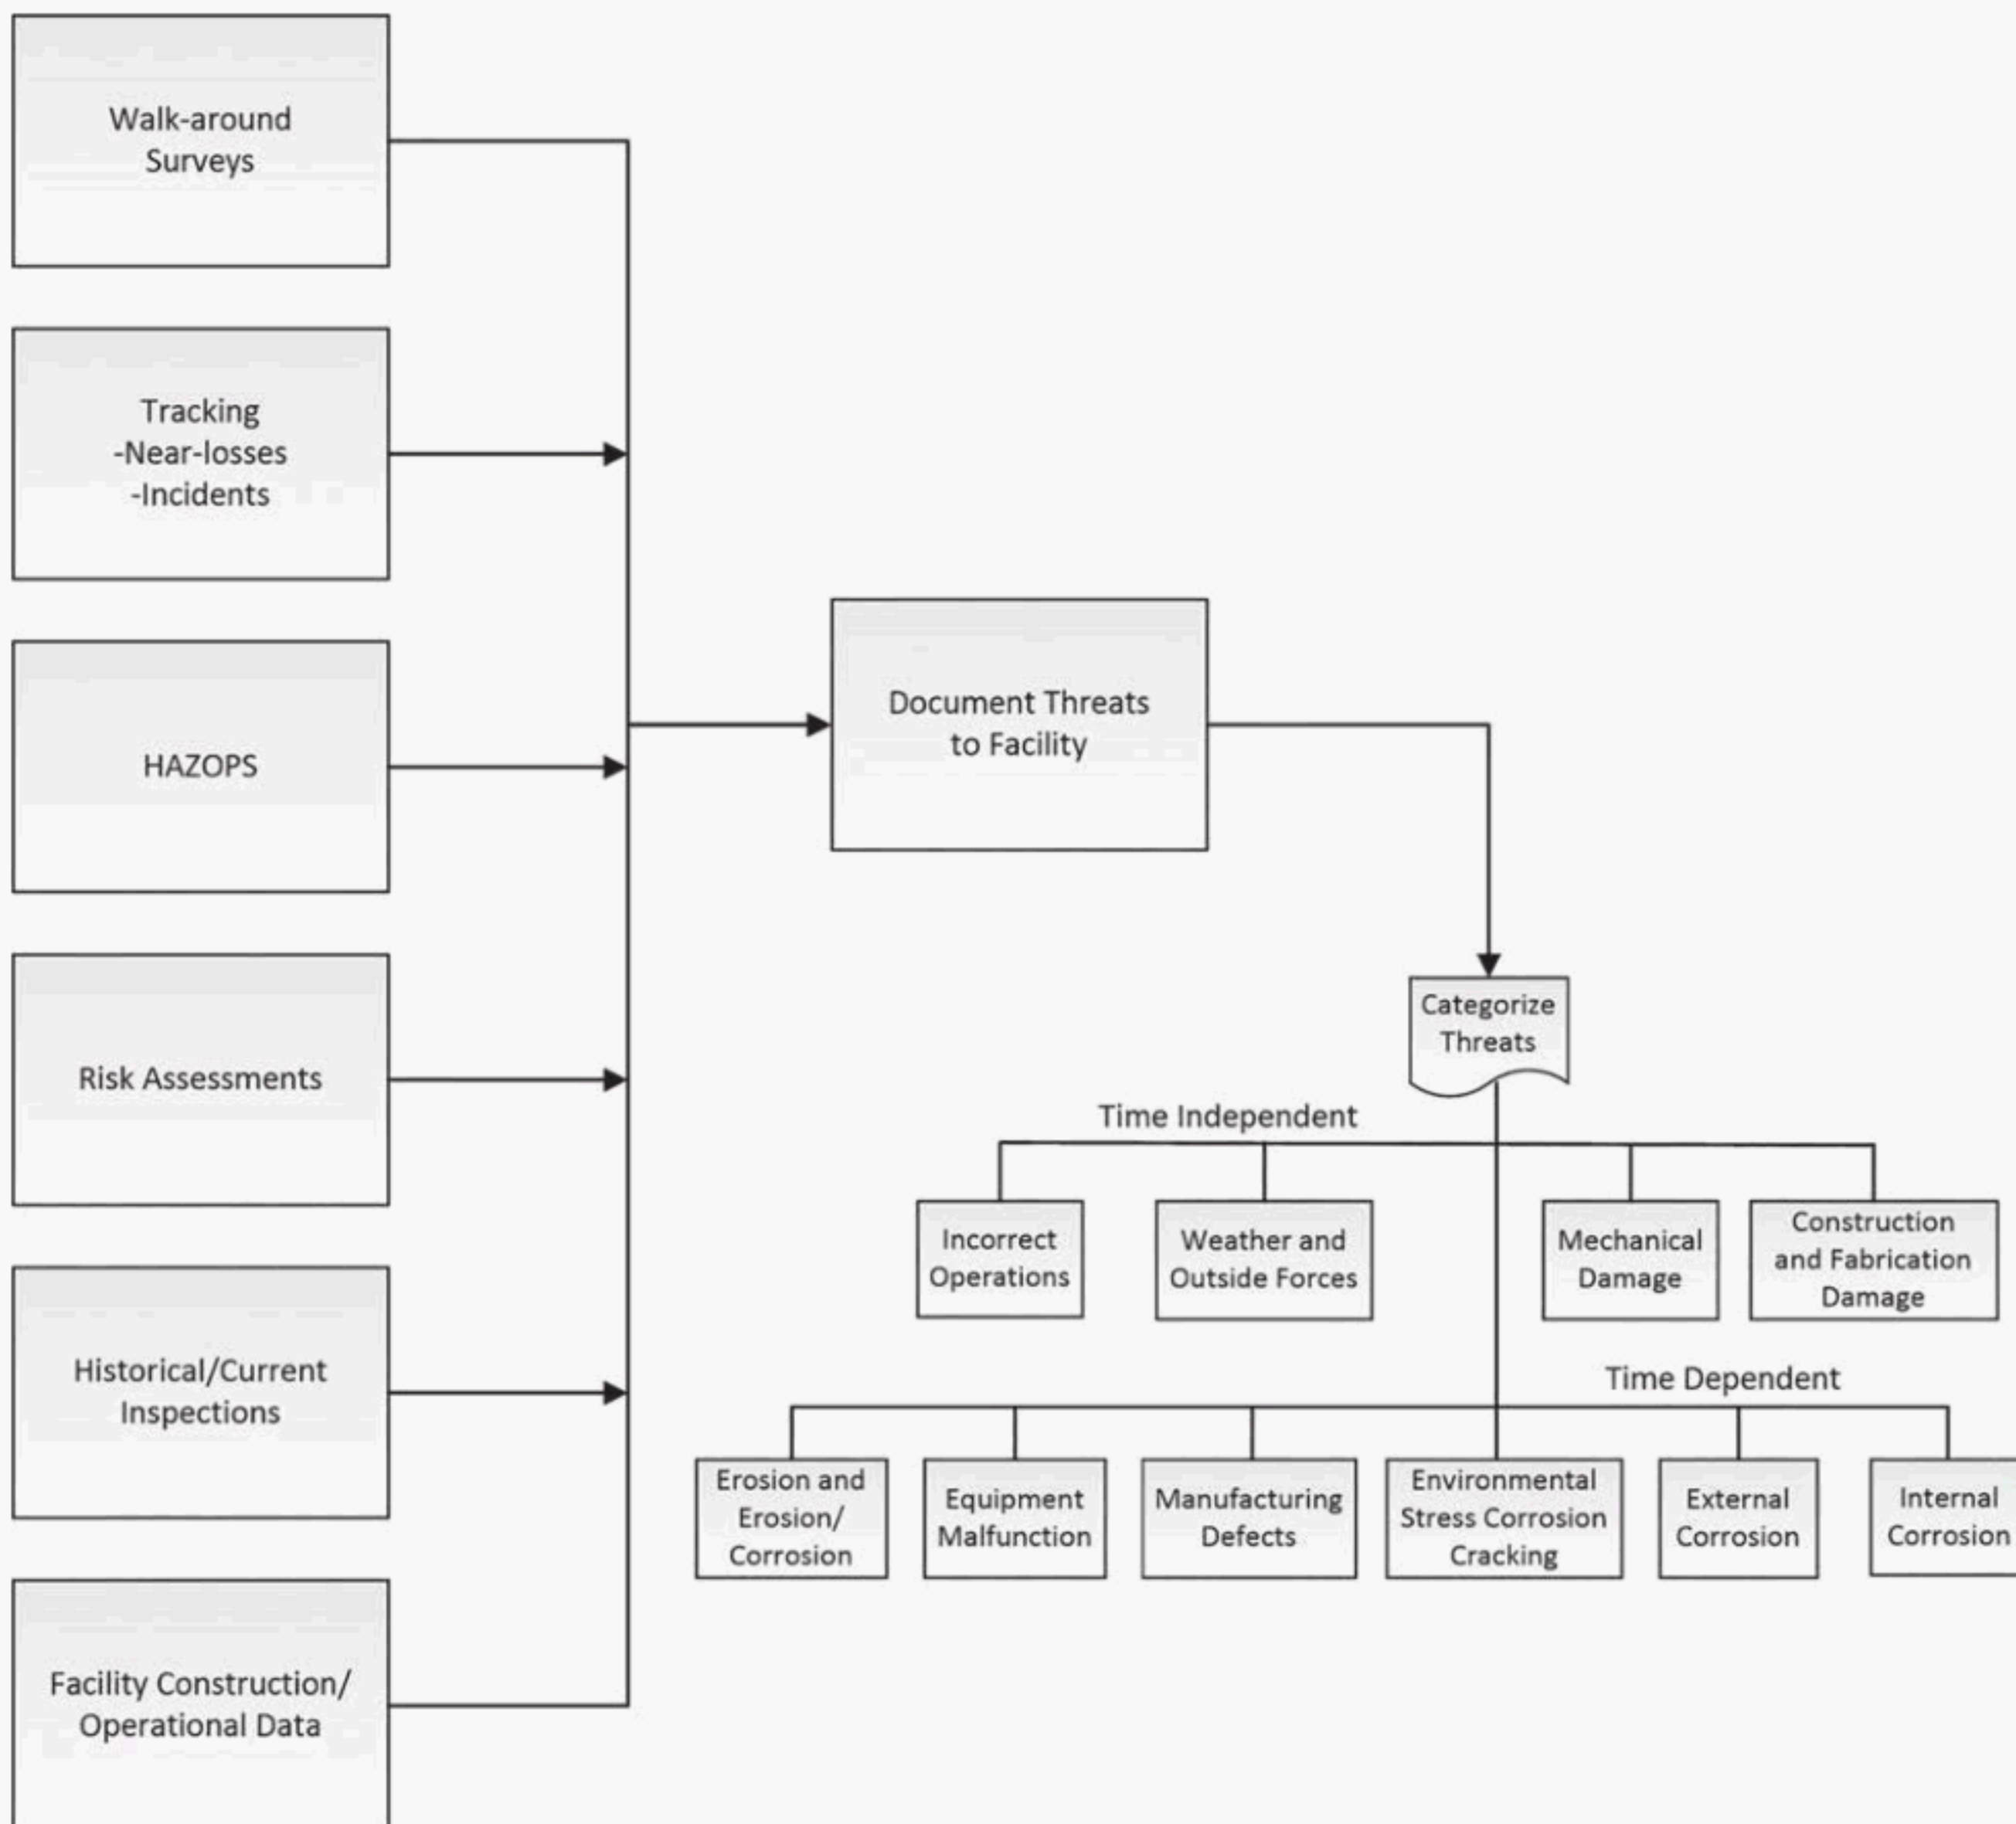 Walk-around
Surveys
Tracking
-Near-losses
-Incidents
HAZOPS
Risk Assessments
Historical/Current
Inspections
Facility Construction/
Operational Data
Document Threats
to Facility
Categorize
Threats
Time Independent
Incorrect
Operations
Weather and
Outside Forces
Mechanical
Damage
Construction
and Fabrication
Damage
Time Dependent
Erosion and
Erosion/
Corrosion
Equipment
Malfunction
Manufacturing
Defects
Environmental
Stress Corrosion
Cracking
External
Corrosion
Internal
Corrosion